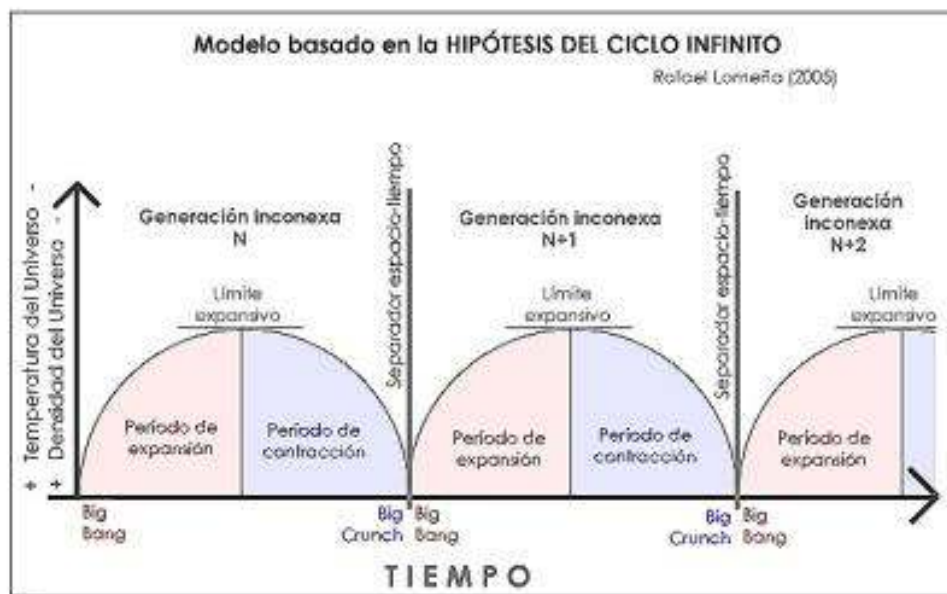 Modelo basado en la HIPÓTESIS DEL CICLO INFINITO
Rafael Lomeña (2005)
+ Temperatura del Universo -
+ Densidad del Universo -
Generación inconexa
N
Límite
expansivo
Período de
expansión
Período de
contracción
Separador espacio-tiempo
Generación inconexa
N+1
Límite
expansivo
Período de
expansión
Período de
contracción
Separador espacio-tiempo
Generación
inconexa
N+2
Límite
expansivo
Período de
expansión
Big
Bang
Big
Crunch
Big
Bang
Big
Crunch
Big
Bang
TIEMPO